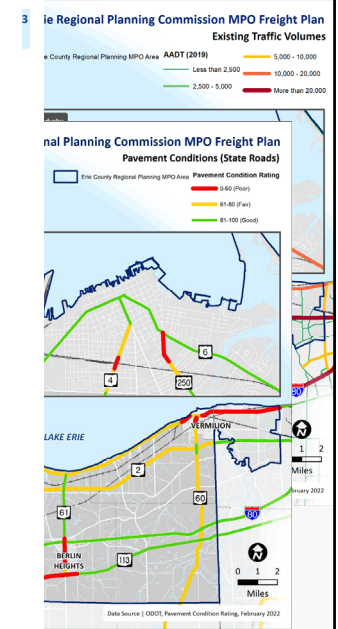 3
ie Regional Planning Commission MPO Freight Plan
Existing Traffic Volumes
e County Regional Planning MPO Area
AADT (2019)
Less than 2,500
2,500 - 5,000
5,000 - 10,000
10,000 - 20,000
More than 20,000
nal Planning Commission MPO Freight Plan
Pavement Conditions (State Roads)
Erie County Regional Planning MPO Area
Pavement Condition Rating
0-60 (Poor)
61-80 (Fair)
81-100 (Good)
6
4
250
80
VERMILION
LAKE ERIE
2
1 2
Miles
bruary 2022
60
61
80
BERLIN
HEIGHTS
113
N
0 1 2
Miles
Data Source | ODOT, Pavement Condition Rating, February 2022